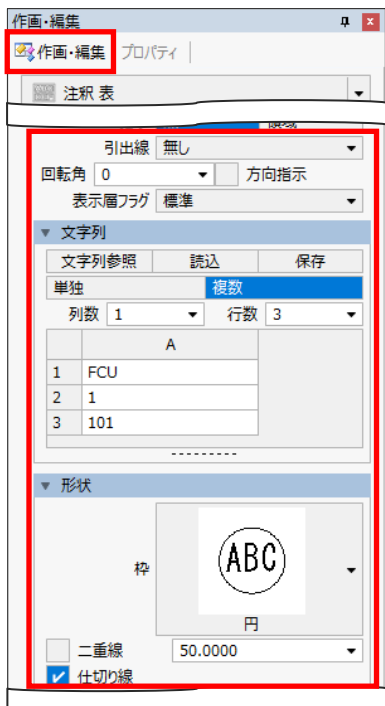 作画・編集
作画・編集 プロパティ
注釈 表
引出線 無し
回転角 0 方向指示
表示層フラグ 標準
文字列
文字列参照 読込 保存
単独 複数
列数 1 行数 3
A
1 FCU
2 1
3 101
形状
枠 ABC
円
二重線 50.0000
仕切り線